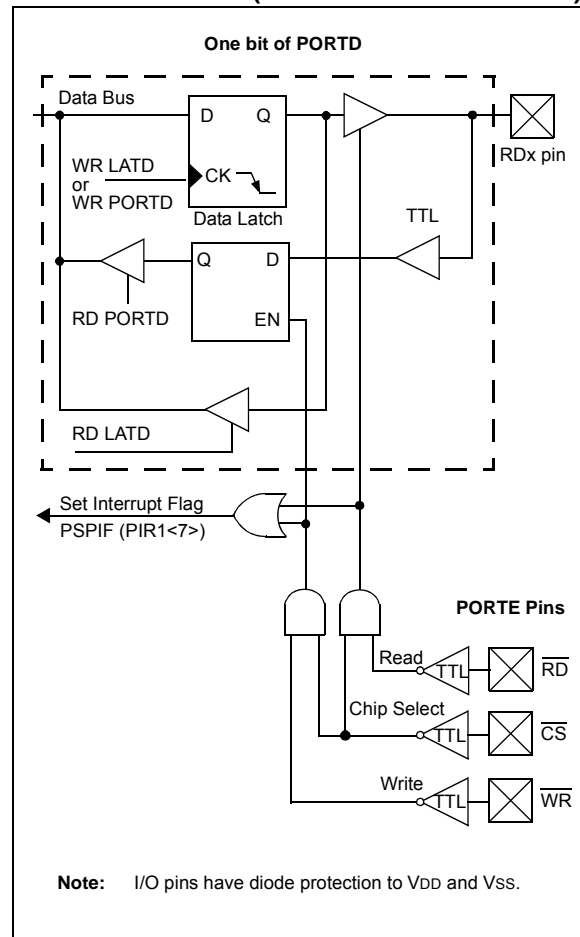 One bit of PORTD
Data Bus
D Q
RDx pin
WR LATD
or
WR PORTD
CK
Data Latch
TTL
Q D
EN
RD PORTD
RD LATD
Set Interrupt Flag
PSPIF (PIR1<7>)
PORTE Pins
Read
TTL
RD
Chip Select
TTL
CS
Write
TTL
WR
Note: I/O pins have diode protection to VDD and VSS.